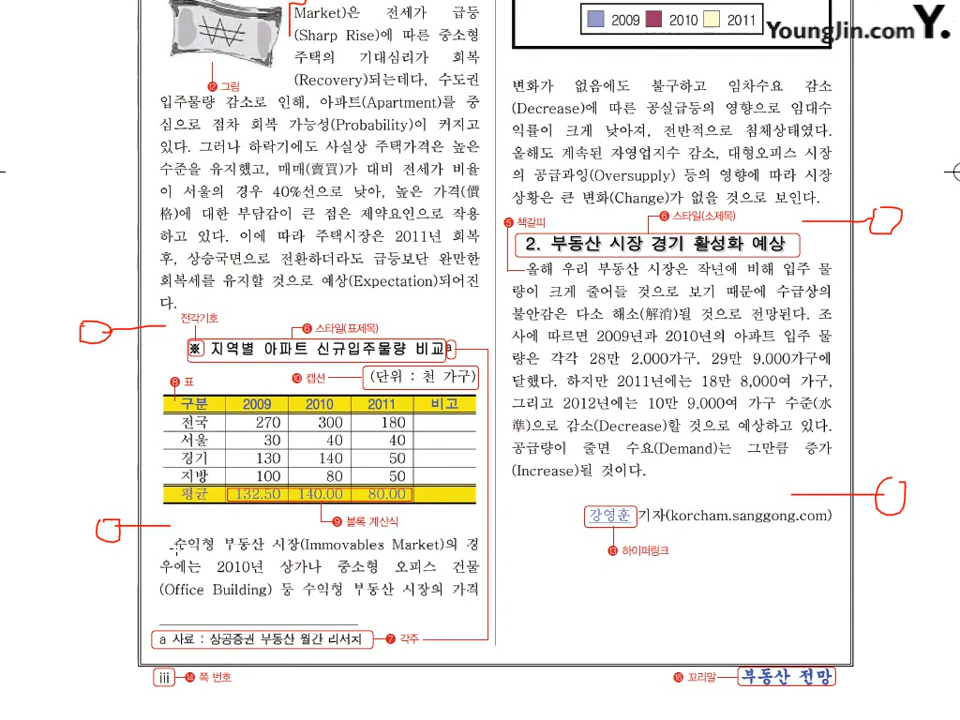 Market)은 전세가 급등
(Sharp Rise)에 따른 중소형
주택의 기대심리가 회복
(Recovery)되는데다, 수도권
⑫ 그림
입주물량 감소로 인해, 아파트(Apartment)를 중
심으로 점차 회복 가능성(Probability)이 커지고
있다. 그러나 하락기에도 사실상 주택가격은 높은
수준을 유지했고, 매매(賣買)가 대비 전세가 비율
이 서울의 경우 40%선으로 낮아, 높은 가격(價
格)에 대한 부담감이 큰 점은 제약요인으로 작용
하고 있다. 이에 따라 주택시장은 2011년 회복
후, 상승국면으로 전환하더라도 급등보단 완만한
회복세를 유지할 것으로 예상(Expectation)되어진
다.
전각기호
⑥ 스타일(표제목)
※ 지역별 아파트 신규입주물량 비교a
⑧ 표
⑩ 캡션
(단위 : 천 가구)
구분 2009 2010 2011 비고
전국 270 300 180
서울 30 40 40
경기 130 140 50
지방 100 80 50
평균 132.50 140.00 80.00
⑨ 블록 계산식
수익형 부동산 시장(Immovables Market)의 경
우에는 2010년 상가나 중소형 오피스 건물
(Office Building) 등 수익형 부동산 시장의 가격
a 사료 : 상공증권 부동산 월간 리서치
⑦ 각주
2009 2010 2011
YoungJin.com Y.
변화가 없음에도 불구하고 임차수요 감소
(Decrease)에 따른 공실급등의 영향으로 임대수
익률이 크게 낮아져, 전반적으로 침체상태였다.
올해도 계속된 자영업지수 감소, 대형오피스 시장
의 공급과잉(Oversupply) 등의 영향에 따라 시장
상황은 큰 변화(Change)가 없을 것으로 보인다.
⑤ 책갈피
⑥ 스타일(소제목)
2. 부동산 시장 경기 활성화 예상
올해 우리 부동산 시장은 작년에 비해 입주 물
량이 크게 줄어들 것으로 보기 때문에 수급상의
불안감은 다소 해소(解消)될 것으로 전망된다. 조
사에 따르면 2009년과 2010년의 아파트 입주 물
량은 각각 28만 2,000가구, 29만 9,000가구에
달했다. 하지만 2011년에는 18만 8,000여 가구,
그리고 2012년에는 10만 9,000여 가구 수준(水
準)으로 감소(Decrease)할 것으로 예상하고 있다.
공급량이 줄면 수요(Demand)는 그만큼 증가
(Increase)될 것이다.
강영훈기자(korcham.sanggong.com)
⑬ 하이퍼링크
iii
⑭ 쪽 번호
⑯ 꼬리말
부동산 전망